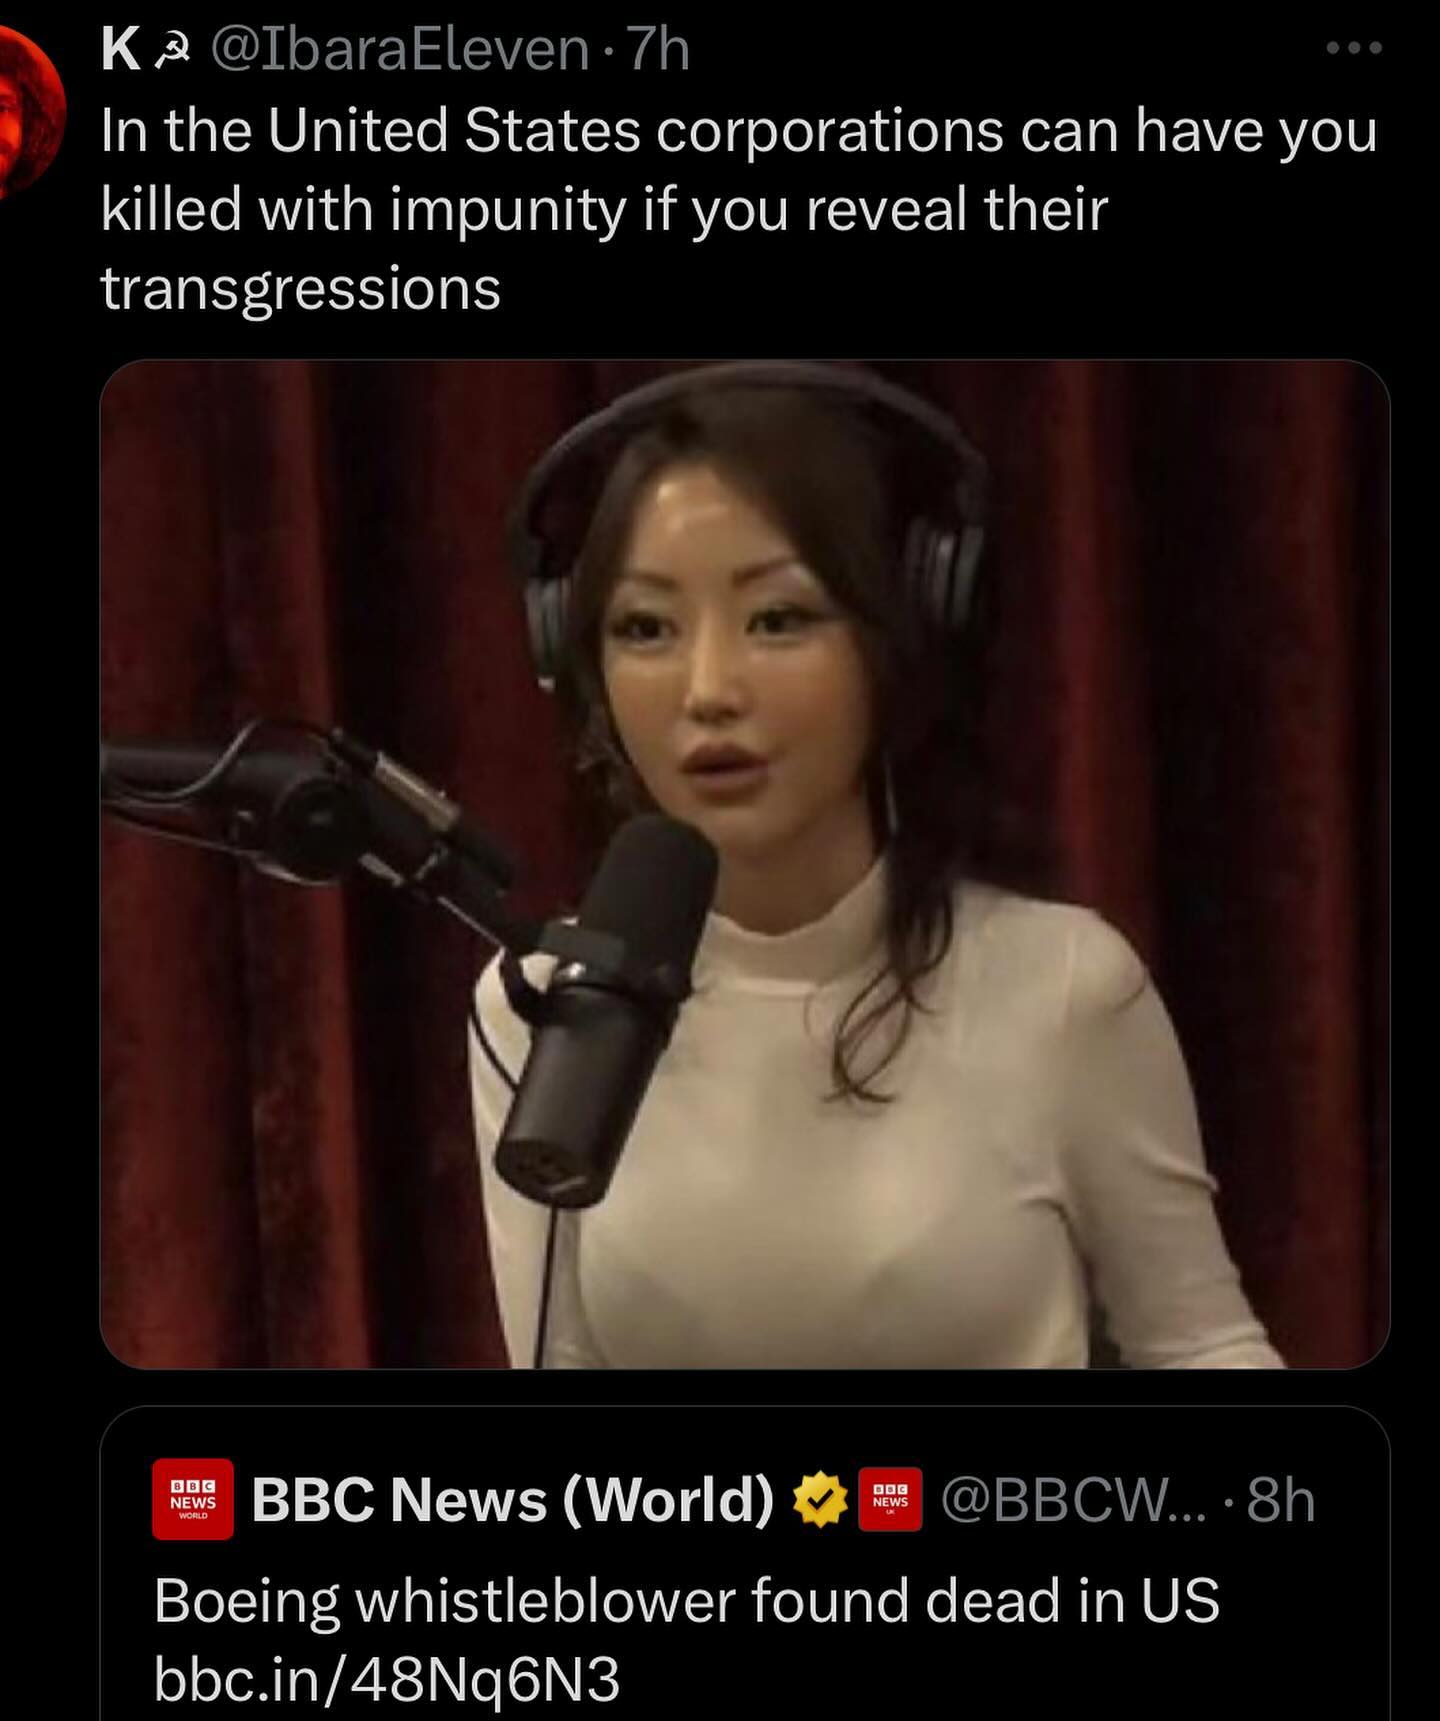 K ☭ @IbaraEleven · 7h
In the United States corporations can have you
killed with impunity if you reveal their
transgressions
BBC
NEWS
WORLD
BBC News (World)
BBC
NEWS
UK
@BBCW... · 8h
Boeing whistleblower found dead in US
bbc.in/48Nq6N3